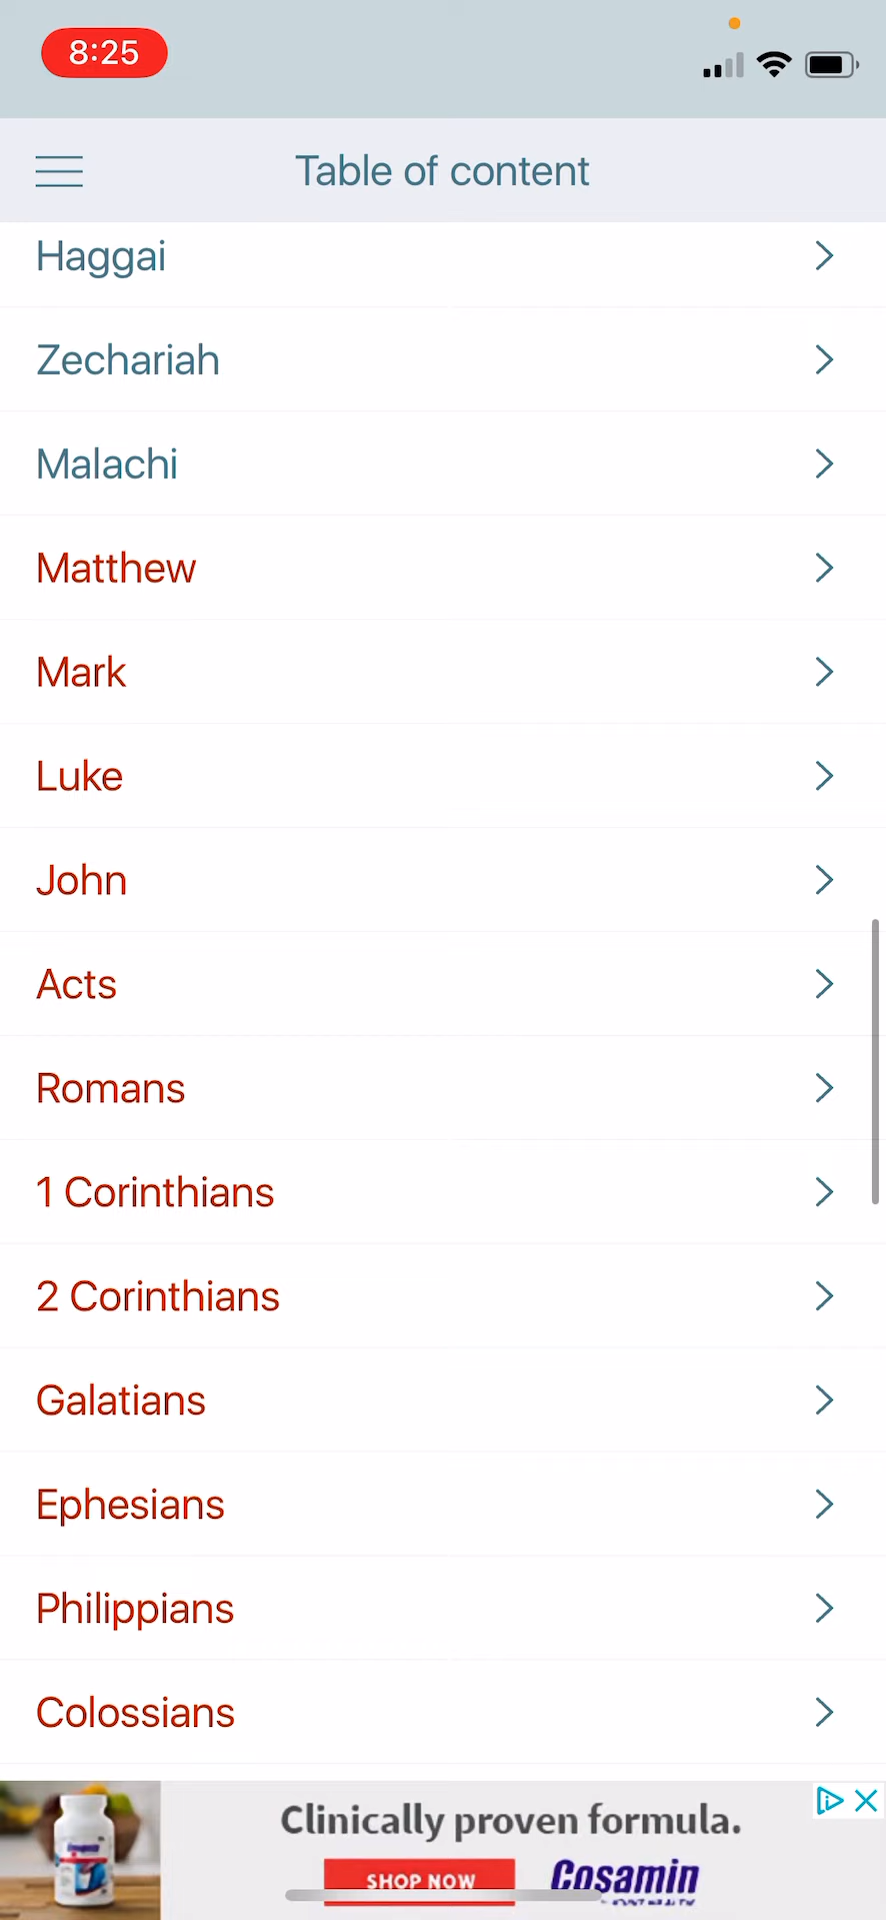 8:25
Table of content
Haggai
Zechariah
Malachi
Matthew
Mark
Luke
John
Acts
Romans
1 Corinthians
2 Corinthians
Galatians
Ephesians
Philippians
Colossians
Clinically proven formula.
SHOP NOW
Cosamin